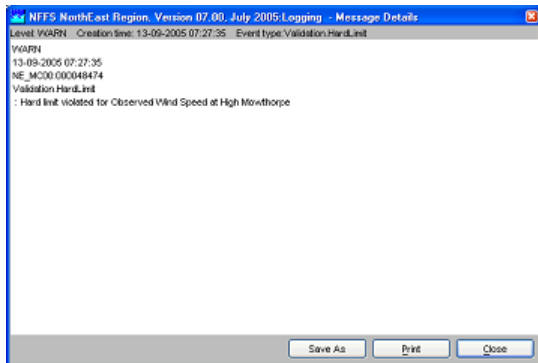 NFFS NorthEast Region, Version 07.00, July 2005:Logging - Message Details
Level: WARN Creation time: 13-09-2005 07:27:35 Event type:Validation.HardLimit
WARN
13-09-2005 07:27:35
NE_MC00:000048474
Validation.HardLimit
: Hard limit violated for Observed Wind Speed at High Mowthorpe
Save As Print Close